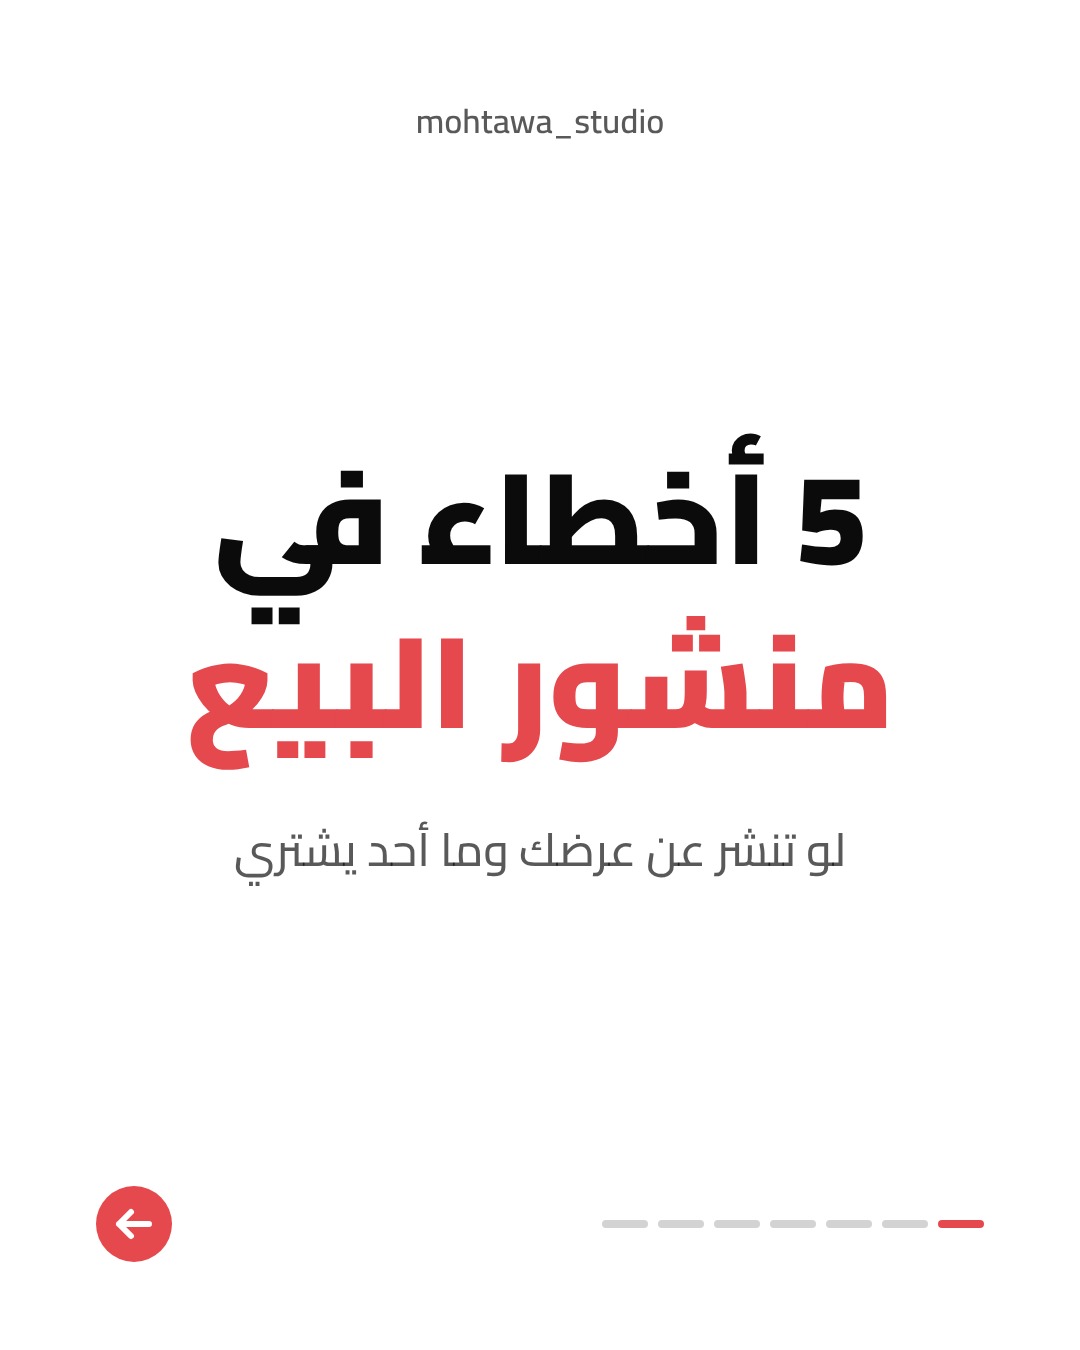 mohtawa_studio
5 أخطاء في
منشور البيع
لو تنشر عن عرضك وما أحد يشتري